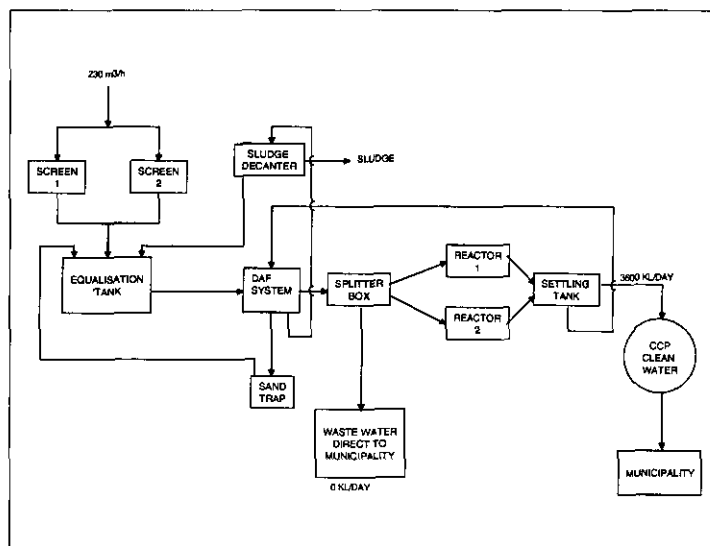 230 m3/h
SCREEN
1
SCREEN
2
SLUDGE
DECANTER
SLUDGE
EQUALISATION
TANK
DAF
SYSTEM
SPLITTER
BOX
REACTOR
1
REACTOR
2
SETTLING
TANK
3600 KL/DAY
CCP
CLEAN
WATER
SAND
TRAP
WASTE WATER
DIRECT TO
MUNICIPALITY
0 KL/DAY
MUNICIPALITY